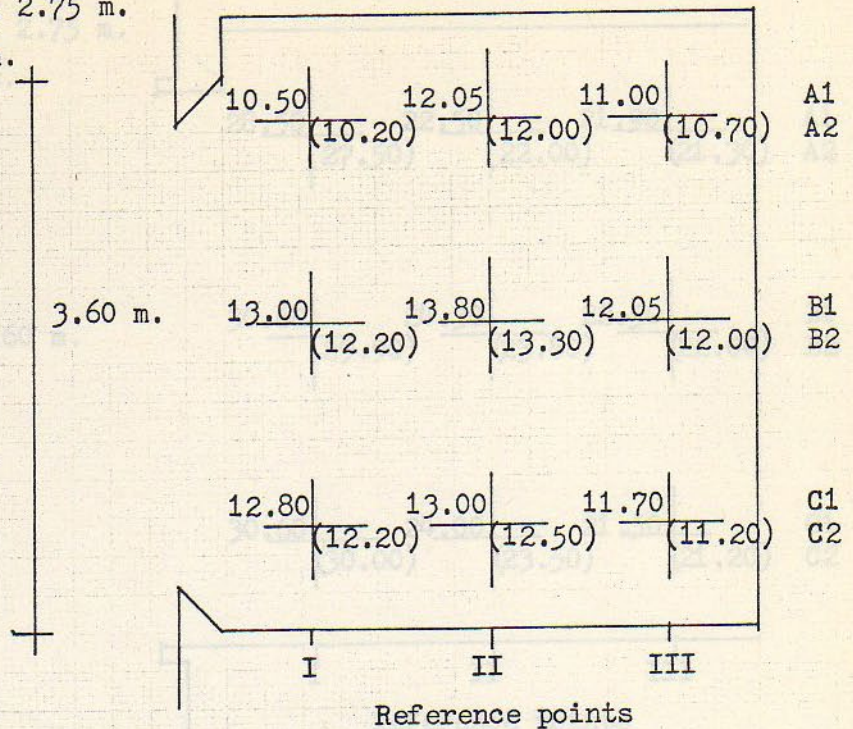 2.75 m.
10.50 12.05 11.00 A1
(10.20) (12.00) (10.70) A2
3.60 m. 13.00 13.80 12.05 B1
(12.20) (13.30) (12.00) B2
12.80 13.00 11.70 C1
(12.20) (12.50) (11.20) C2
I II III
Reference points